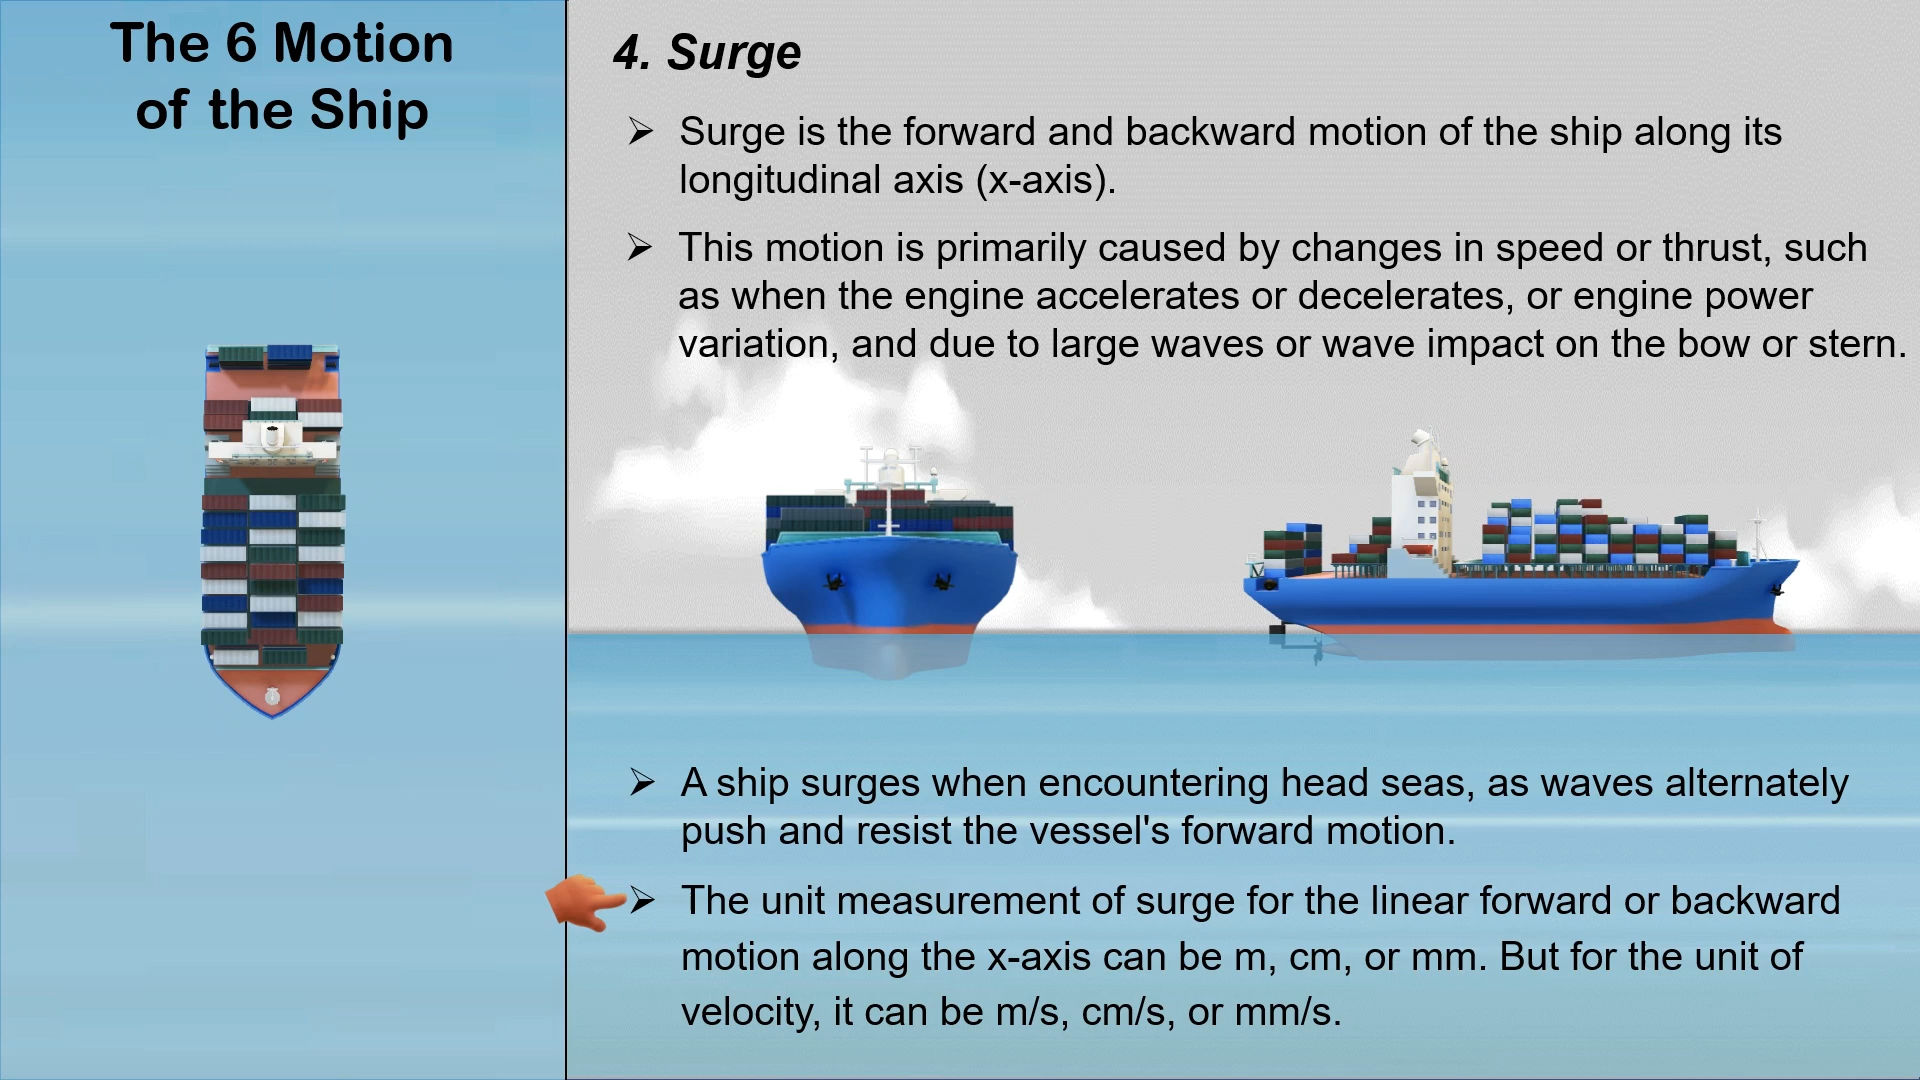 The 6 Motion
of the Ship
4. Surge
➢ Surge is the forward and backward motion of the ship along its
longitudinal axis (x-axis).
➢ This motion is primarily caused by changes in speed or thrust, such
as when the engine accelerates or decelerates, or engine power
variation, and due to large waves or wave impact on the bow or stern.
➢ A ship surges when encountering head seas, as waves alternately
push and resist the vessel's forward motion.
➢ The unit measurement of surge for the linear forward or backward
motion along the x-axis can be m, cm, or mm. But for the unit of
velocity, it can be m/s, cm/s, or mm/s.